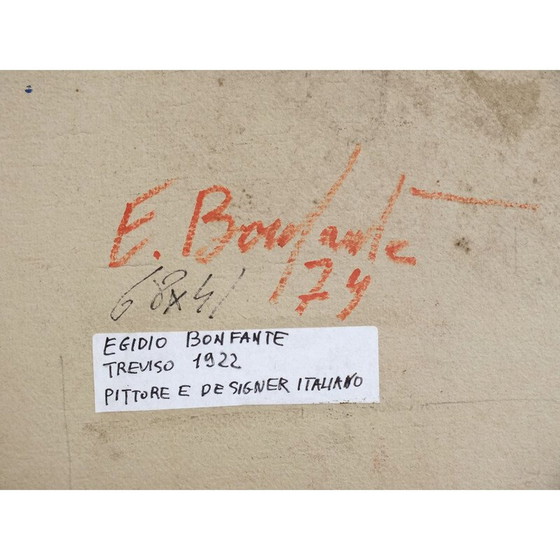 E. Bonfante
68x41 74
EGIDIO BONFANTE
TREVISO 1922
PITTORE E DESIGNER ITALIANO